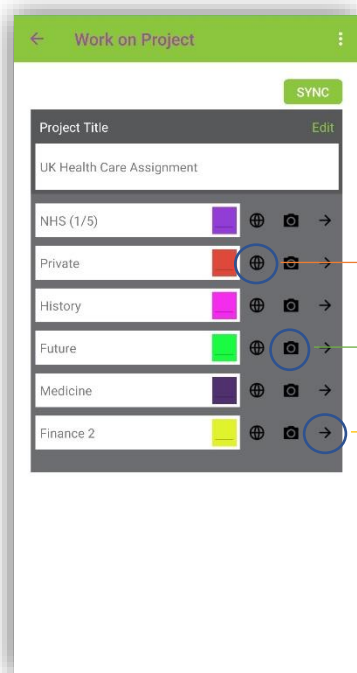 Work on Project
SYNC
Project Title Edit
UK Health Care Assignment
NHS (1/5)
Private
History
Future
Medicine
Finance 2